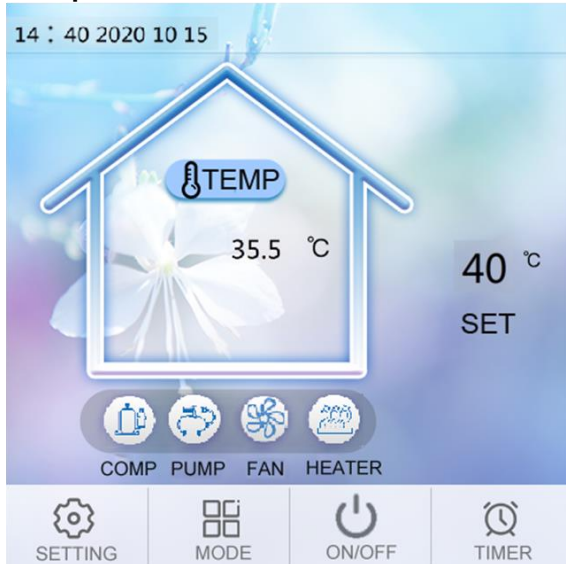 14：40 2020 10 15
TEMP
35.5 ℃
40 ℃
SET
COMP PUMP FAN HEATER
SETTING MODE ON/OFF TIMER